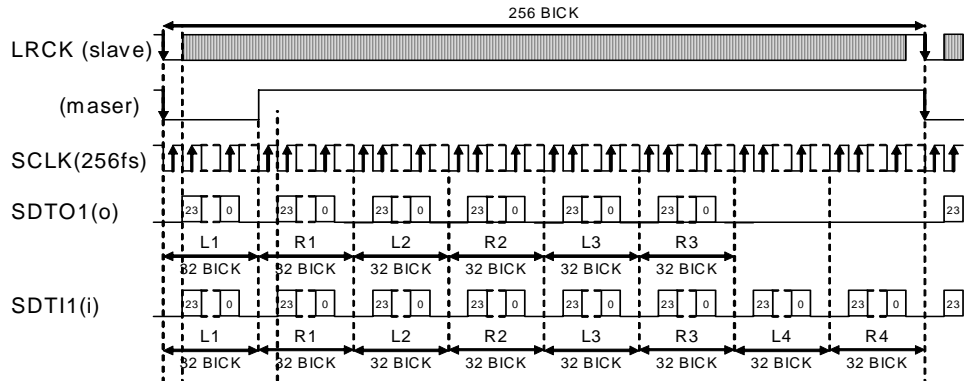 256 BICK
LRCK (slave)
(maser)
SCLK(256fs)
SDTO1(o)
23 0 23 0 23 0 23 0 23 0 23 0 23
L1 R1 L2 R2 L3 R3
32 BICK 32 BICK 32 BICK 32 BICK 32 BICK 32 BICK
SDTI1(i)
23 0 23 0 23 0 23 0 23 0 23 0 23 0 23 0 23
L1 R1 L2 R2 L3 R3 L4 R4
32 BICK 32 BICK 32 BICK 32 BICK 32 BICK 32 BICK 32 BICK 32 BICK